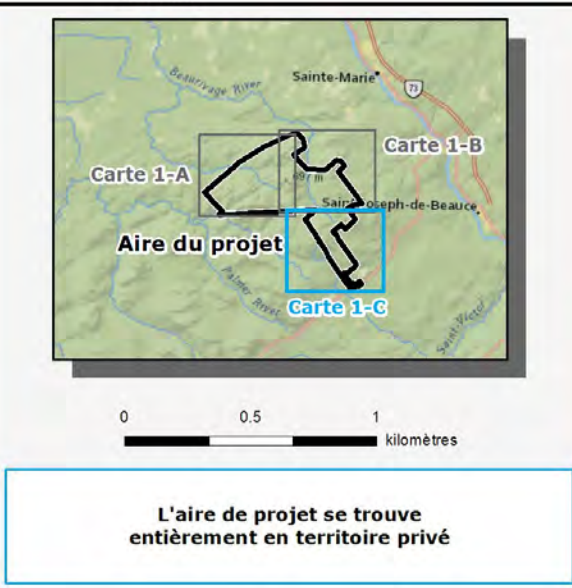 Beaurivage River
Sainte-Marie
73
Carte 1-A
Carte 1-B
691 m
Saint-Joseph-de-Beauce
Aire du projet
Palmer River
Carte 1-C
Saint-Victor
0 0.5 1
kilomètres
L'aire de projet se trouve
entièrement en territoire privé